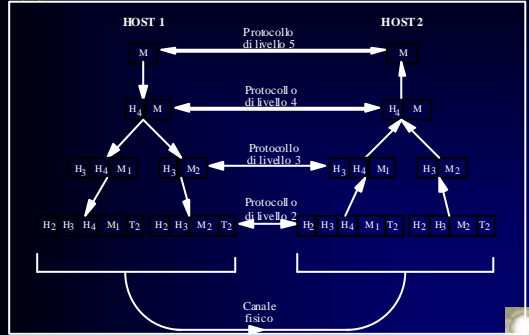 HOST 1 HOST 2
Protocollo
di livello 5
M M
Protocollo
di livello 4
H4 M H4 M
Protocollo
di livello 3
H3 H4 M1 H3 M2 H3 H4 M1 H3 M2
Protocollo
di livello 2
H2 H3 H4 M1 T2 H2 H3 M2 T2 H2 H3 H4 M1 T2 H2 H3 M2 T2
Canale
fisico